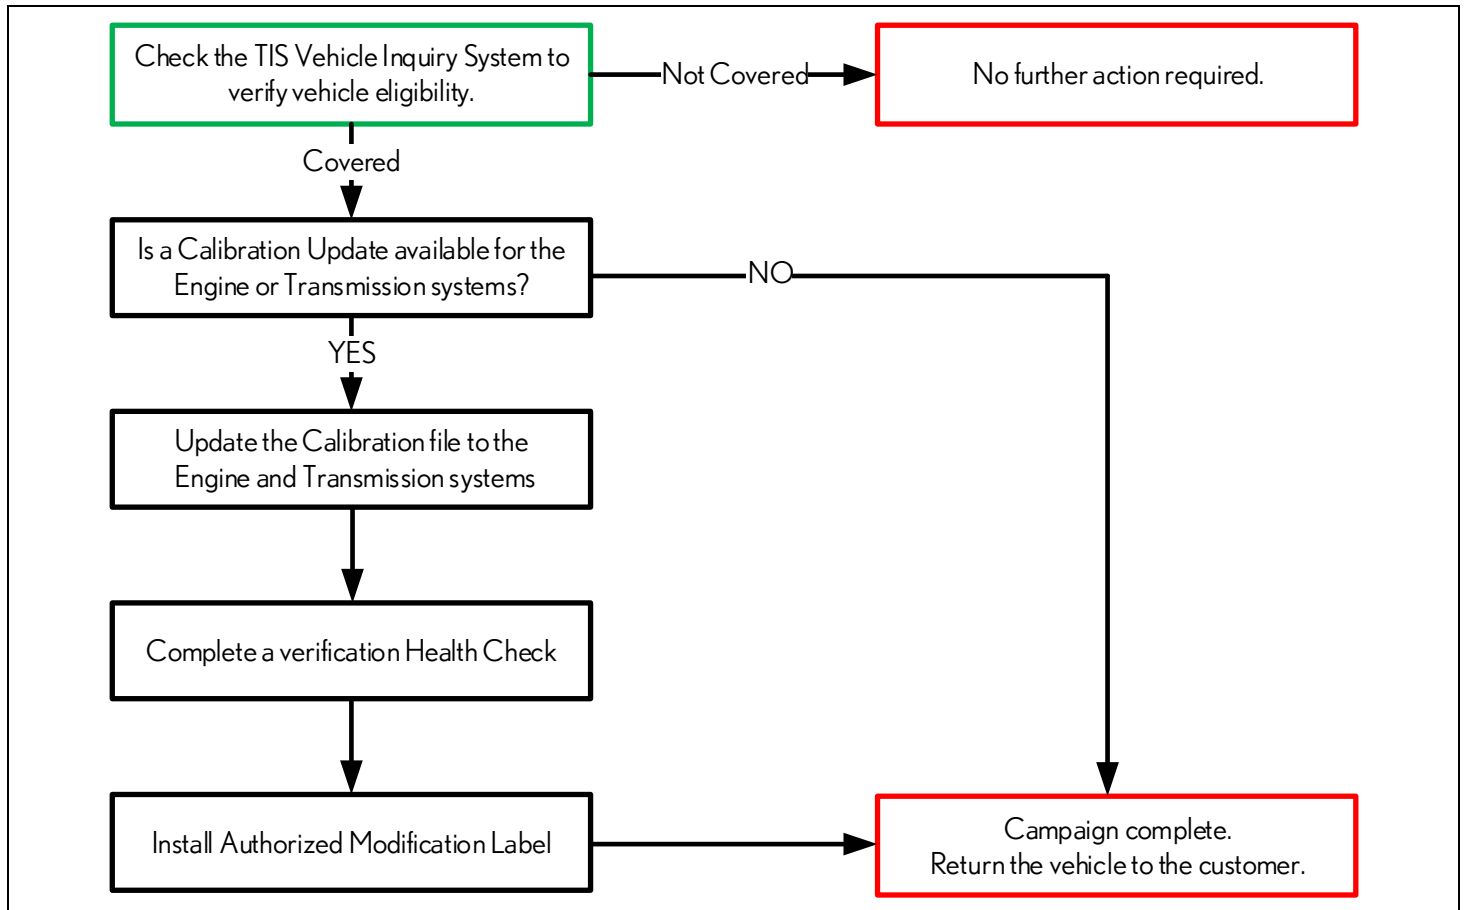 Check the TIS Vehicle Inquiry System to
verify vehicle eligibility.
Not Covered
No further action required.
Covered
Is a Calibration Update available for the
Engine or Transmission systems?
NO
YES
Update the Calibration file to the
Engine and Transmission systems
Complete a verification Health Check
Install Authorized Modification Label
Campaign complete.
Return the vehicle to the customer.